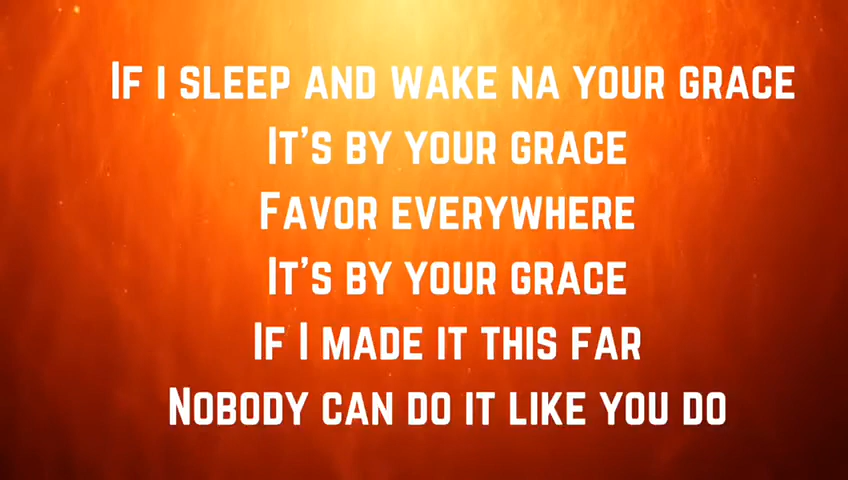 If I sleep and wake na your grace
It's by your grace
Favor everywhere
It's by your grace
If I made it this far
Nobody can do it like you do